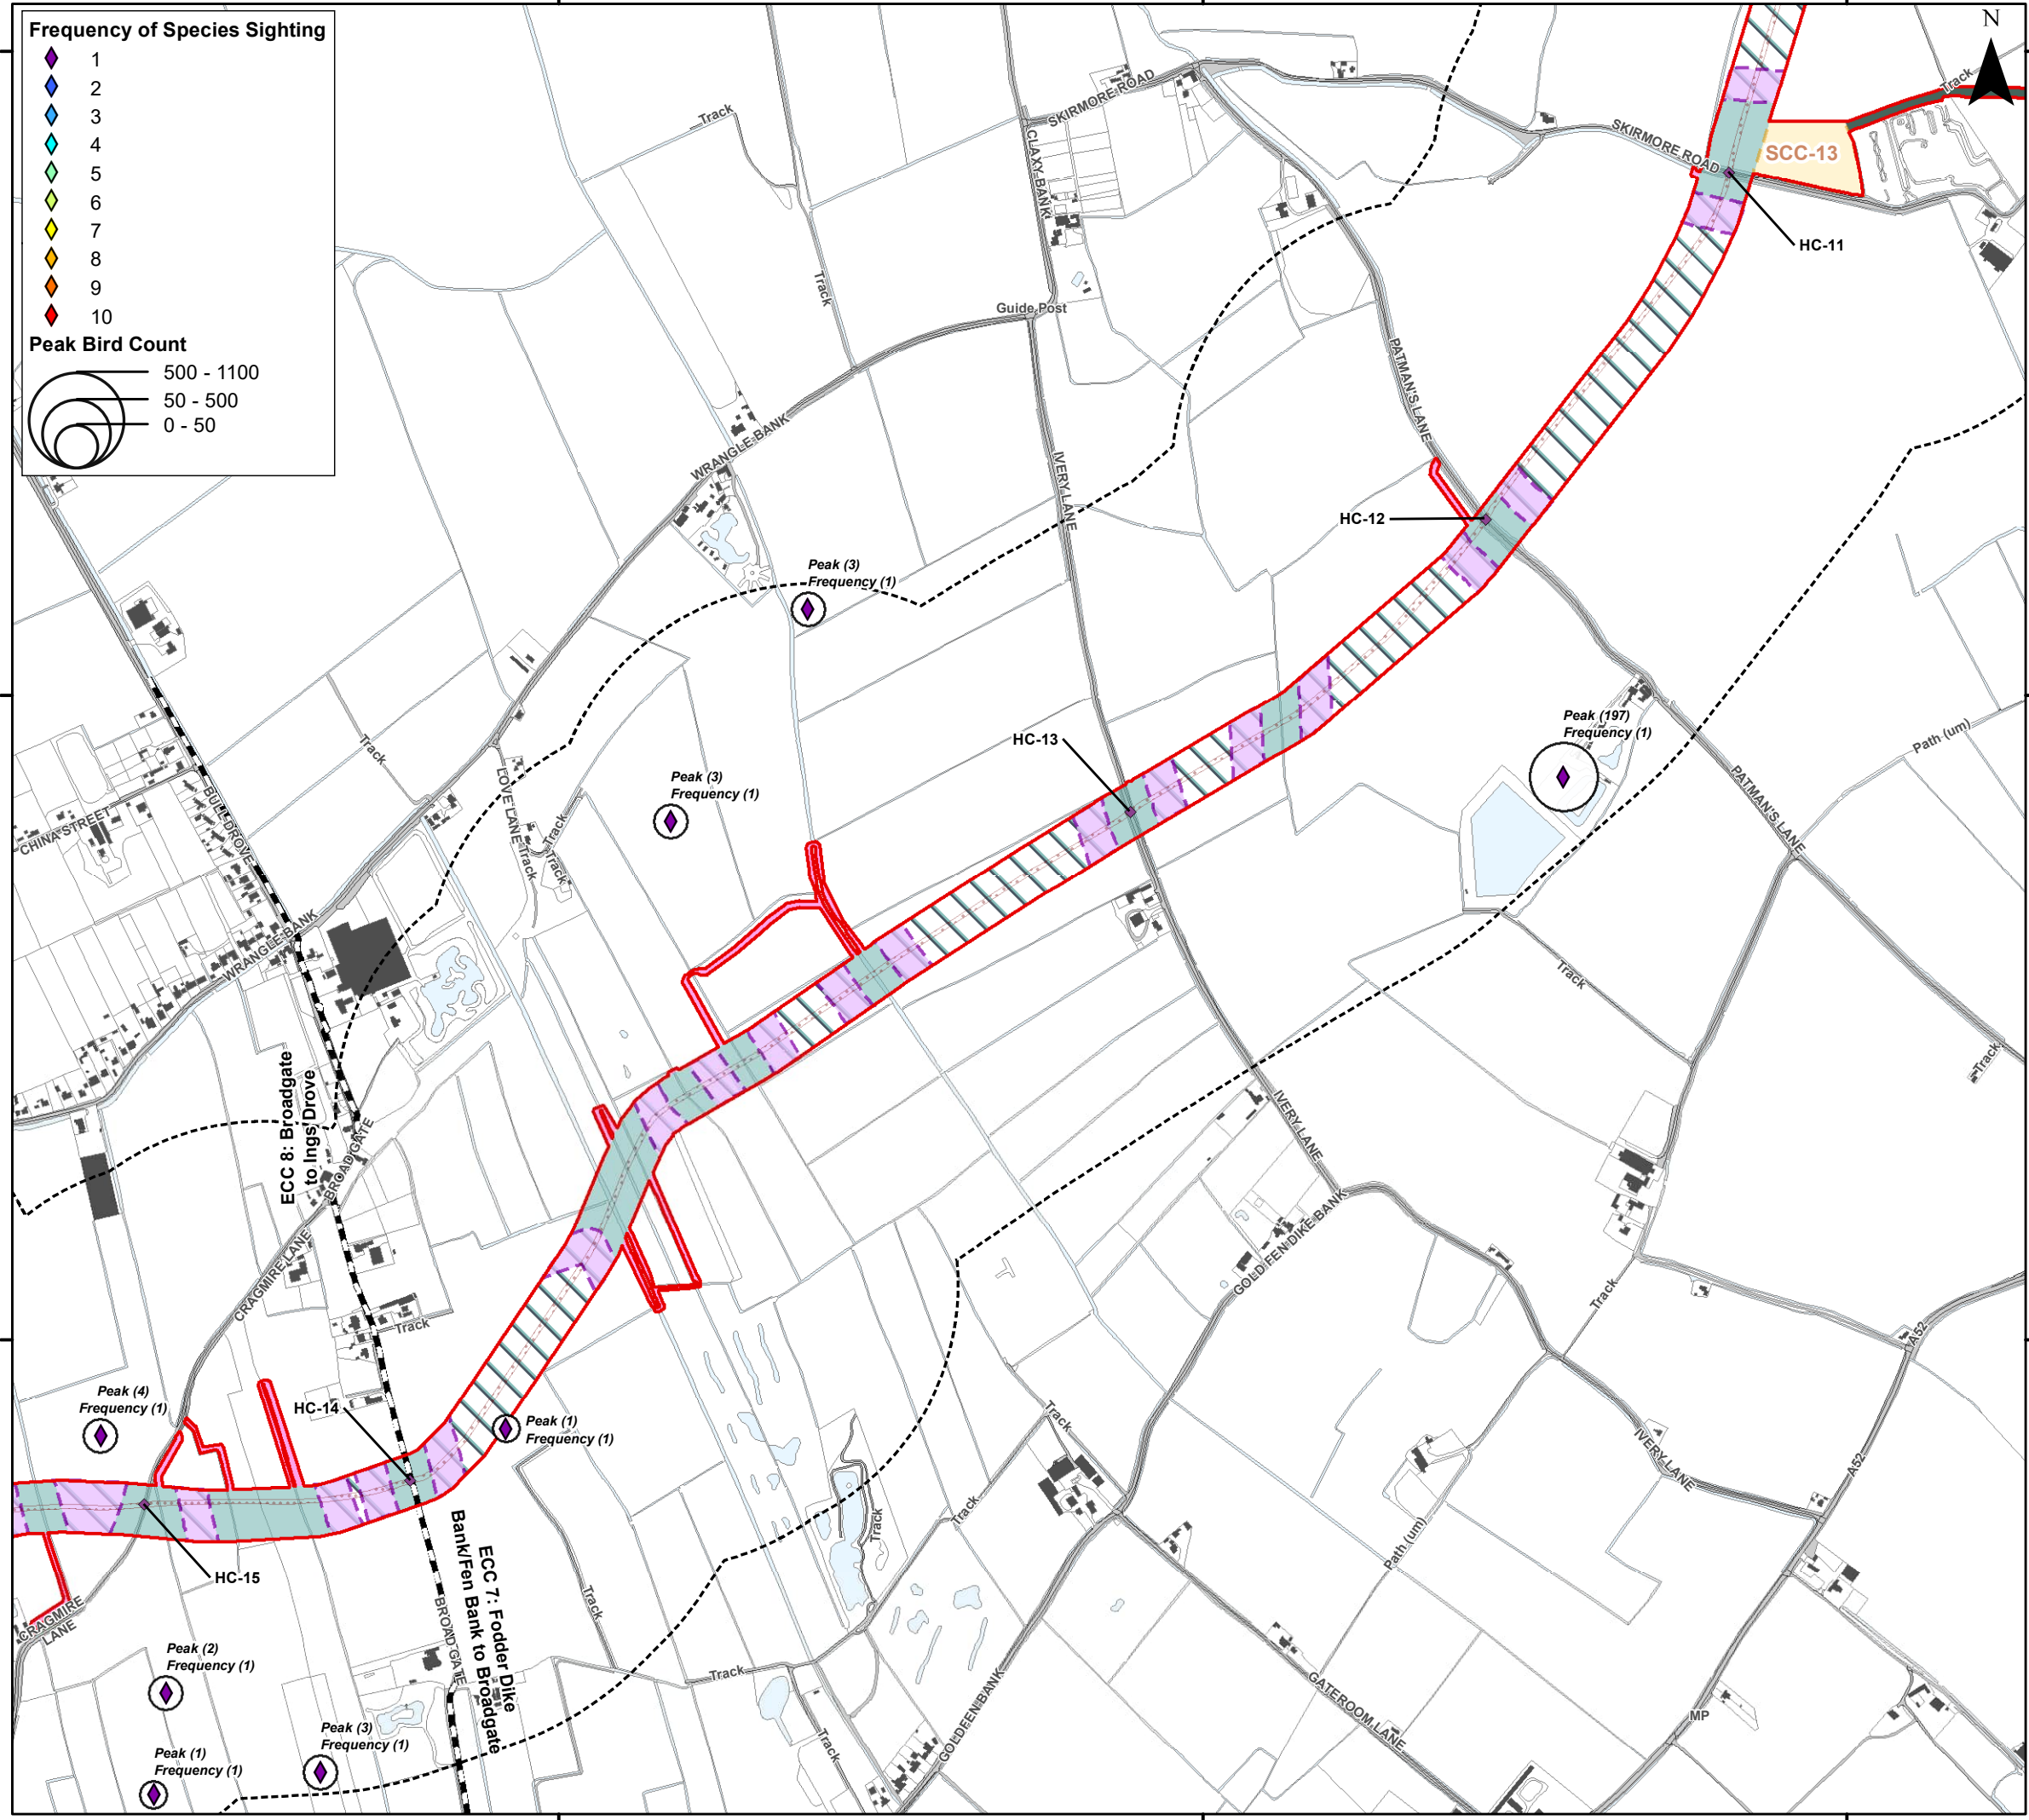 Frequency of Species Sighting
1
2
3
4
5
6
7
8
9
10
Peak Bird Count
500 - 1100
50 - 500
0 - 50
N
Track
SKIRMORE ROAD
CLAXY BANK
Track
SKIRMORE ROAD
Track
SCC-13
HC-11
Track
Guide Post
PATMAN'S LANE
WRANGLE BANK
IVERY LANE
HC-12
Peak (3)
Frequency (1)
Peak (197)
Frequency (1)
Path (um)
HC-13
Track
Peak (3)
Frequency (1)
LOVE LANE
Track
Track
Track
CHINA STREET
BULL DROVE
PATMAN'S LANE
WRANGLE BANK
Track
Track
ECC 8: Broadgate
to Ings Drove
BROADGATE
IVERY LANE
GOLD FEN DIKE BANK
CRAGMIRE LANE
Track
Track
A52
Peak (4)
Frequency (1)
HC-14
Peak (1)
Frequency (1)
Track
IVERY LANE
A52
HC-15
Track
Track
Path (um)
ECC 7: Fodder Dike
Bank/Fen Bank to Broadgate
BROADGATE
Track
CRAGMIRE
LANE
Peak (2)
Frequency (1)
Track
GATEROOM LANE
MP
Peak (3)
Frequency (1)
Track
GOLDFEN BANK
Peak (1)
Frequency (1)